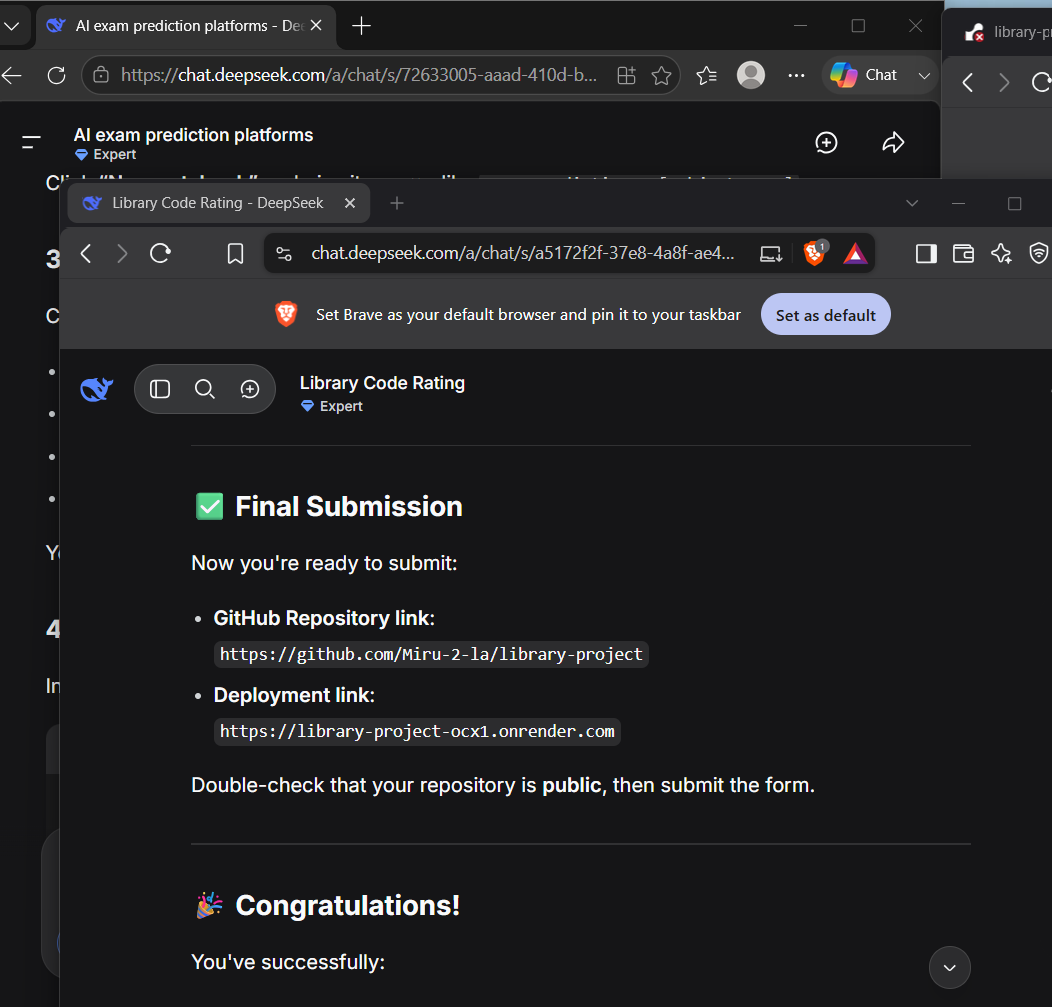 AI exam prediction platforms - Dee
library-pr
https://chat.deepseek.com/a/chat/s/72633005-aaad-410d-b...
Chat
AI exam prediction platforms
Expert
Library Code Rating - DeepSeek
3
chat.deepseek.com/a/chat/s/a5172f2f-37e8-4a8f-ae4...
1
C
Set Brave as your default browser and pin it to your taskbar
Set as default
Library Code Rating
Expert
✅ Final Submission
Now you're ready to submit:
• GitHub Repository link:
https://github.com/Miru-2-la/library-project
4
• Deployment link:
In
https://library-project-ocx1.onrender.com
Double-check that your repository is public, then submit the form.
🎉 Congratulations!
You've successfully: